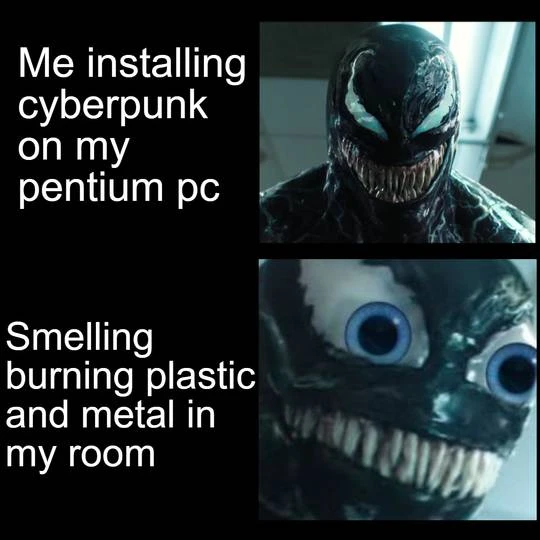 Me installing
cyberpunk
on my
pentium pc
Smelling
burning plastic
and metal in
my room